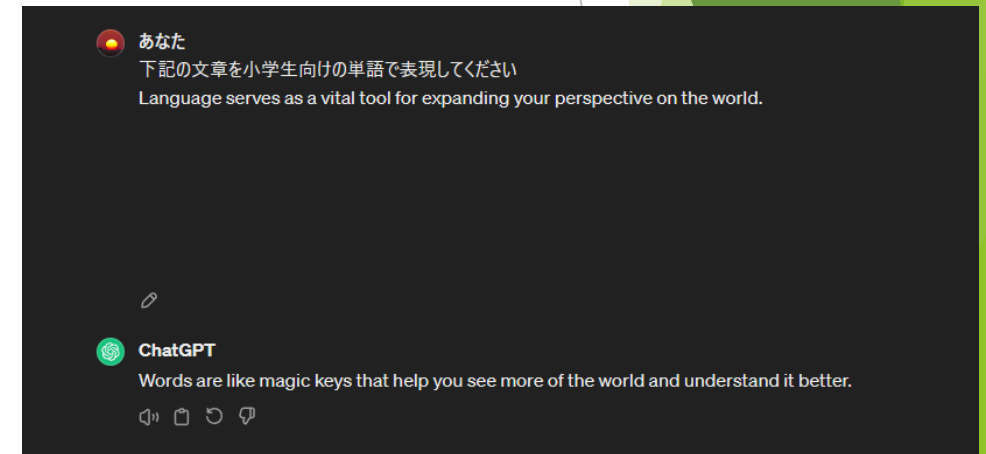 あなた
下記の文章を小学生向けの単語で表現してください
Language serves as a vital tool for expanding your perspective on the world.
ChatGPT
Words are like magic keys that help you see more of the world and understand it better.